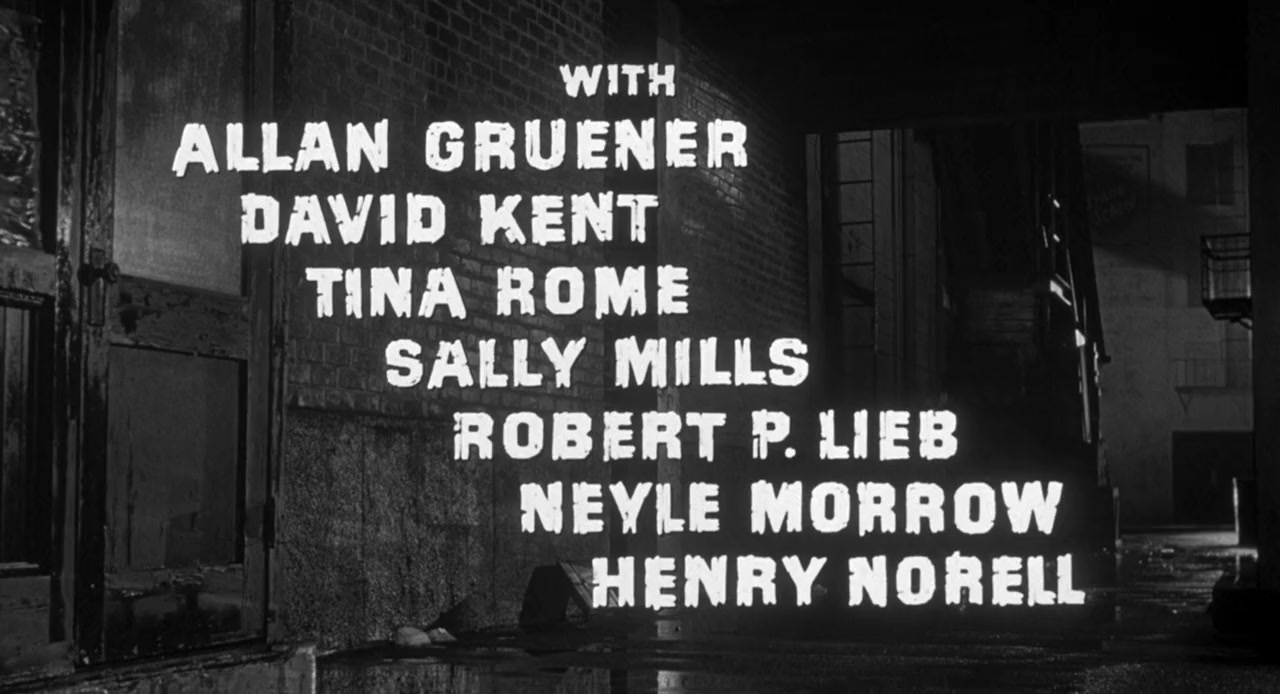 WITH
ALLAN GRUENER
DAVID KENT
TINA ROME
SALLY MILLS
ROBERT P. LIEB
NEYLE MORROW
HENRY NORELL